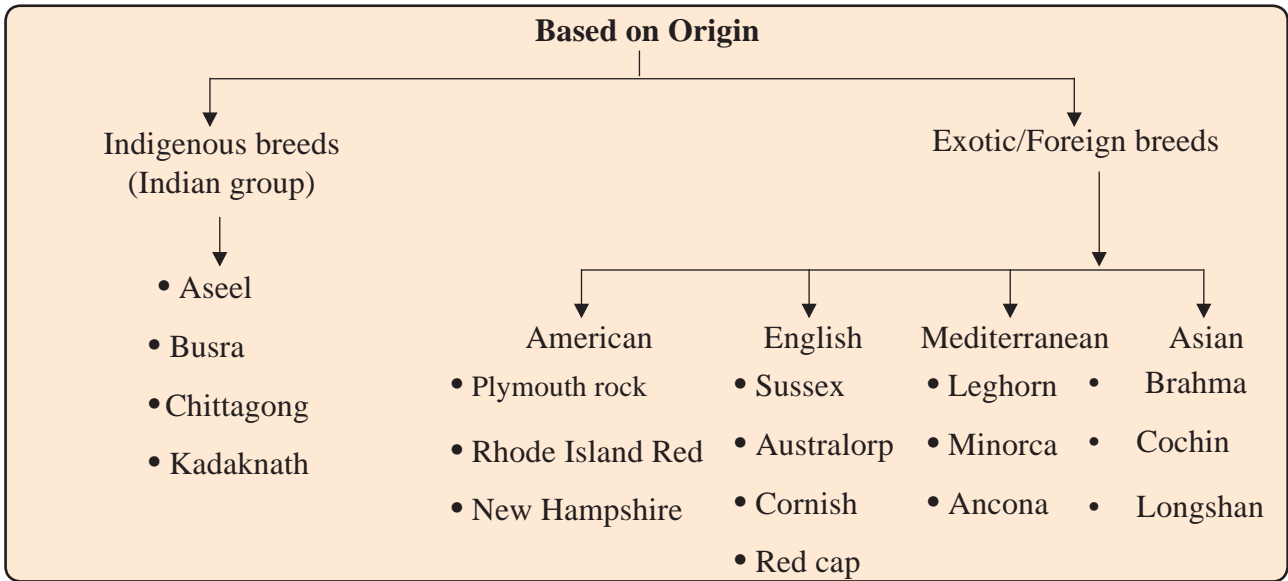 Based on Origin
Indigenous breeds
(Indian group)
• Aseel
• Busra
• Chittagong
• Kadaknath
Exotic/Foreign breeds
American
• Plymouth rock
• Rhode Island Red
• New Hampshire
English
• Sussex
• Australorp
• Cornish
• Red cap
Mediterranean
• Leghorn
• Minorca
• Ancona
Asian
• Brahma
• Cochin
• Longshan